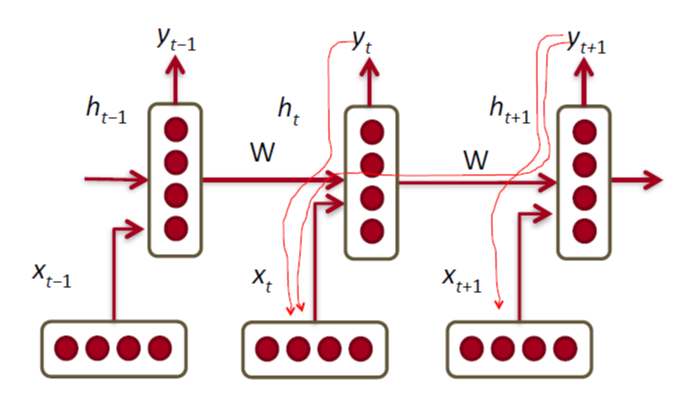 y_{t−1} y_t y_{t+1}
h_{t−1} h_t h_{t+1}
W W
x_{t−1} x_t x_{t+1}